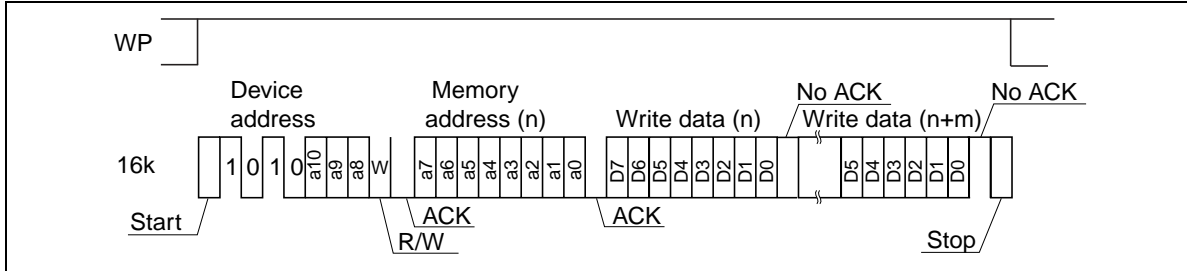 WP
Device
address
Memory
address (n)
Write data (n)
No ACK
Write data (n+m)
No ACK
16k
1 0 1 0 a10 a9 a8 W a7 a6 a5 a4 a3 a2 a1 a0 D7 D6 D5 D4 D3 D2 D1 D0 D5 D4 D3 D2 D1 D0
Start
R/W
ACK
ACK
Stop